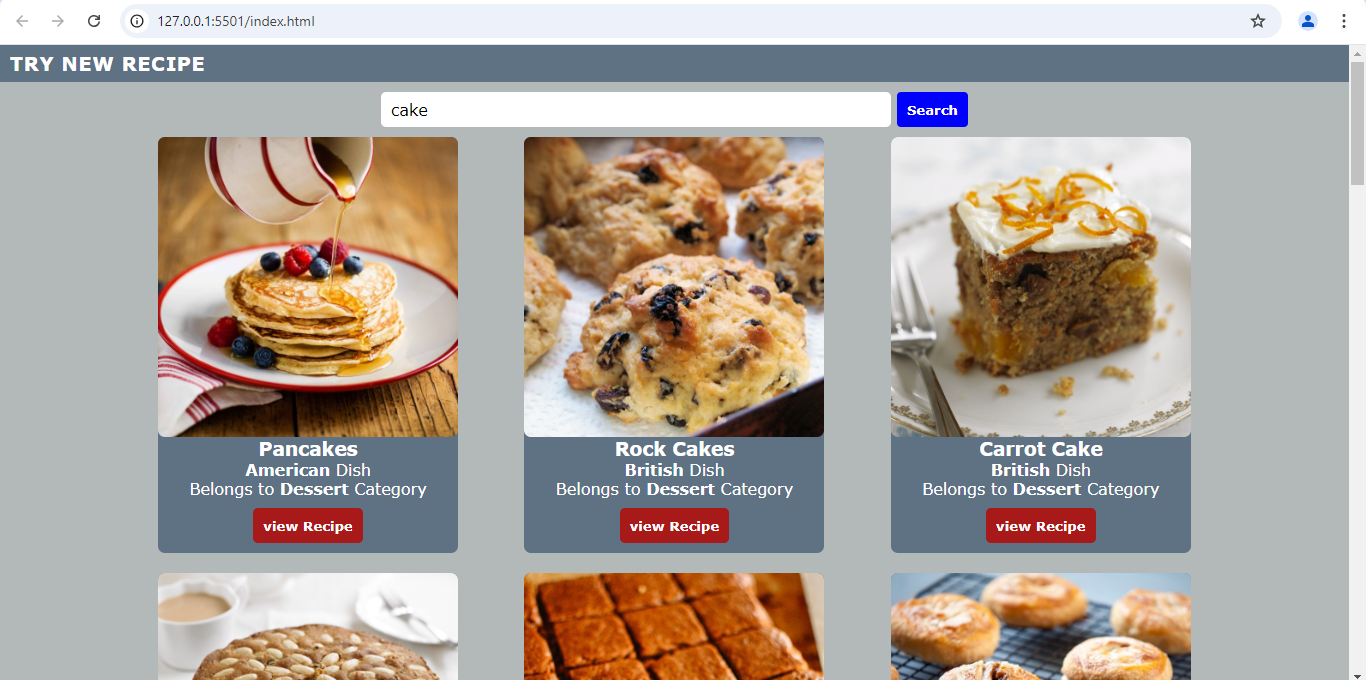 127.0.0.1:5501/index.html
TRY NEW RECIPE
cake
Search
Pancakes
American Dish
Belongs to Dessert Category
view Recipe
Rock Cakes
British Dish
Belongs to Dessert Category
view Recipe
Carrot Cake
British Dish
Belongs to Dessert Category
view Recipe